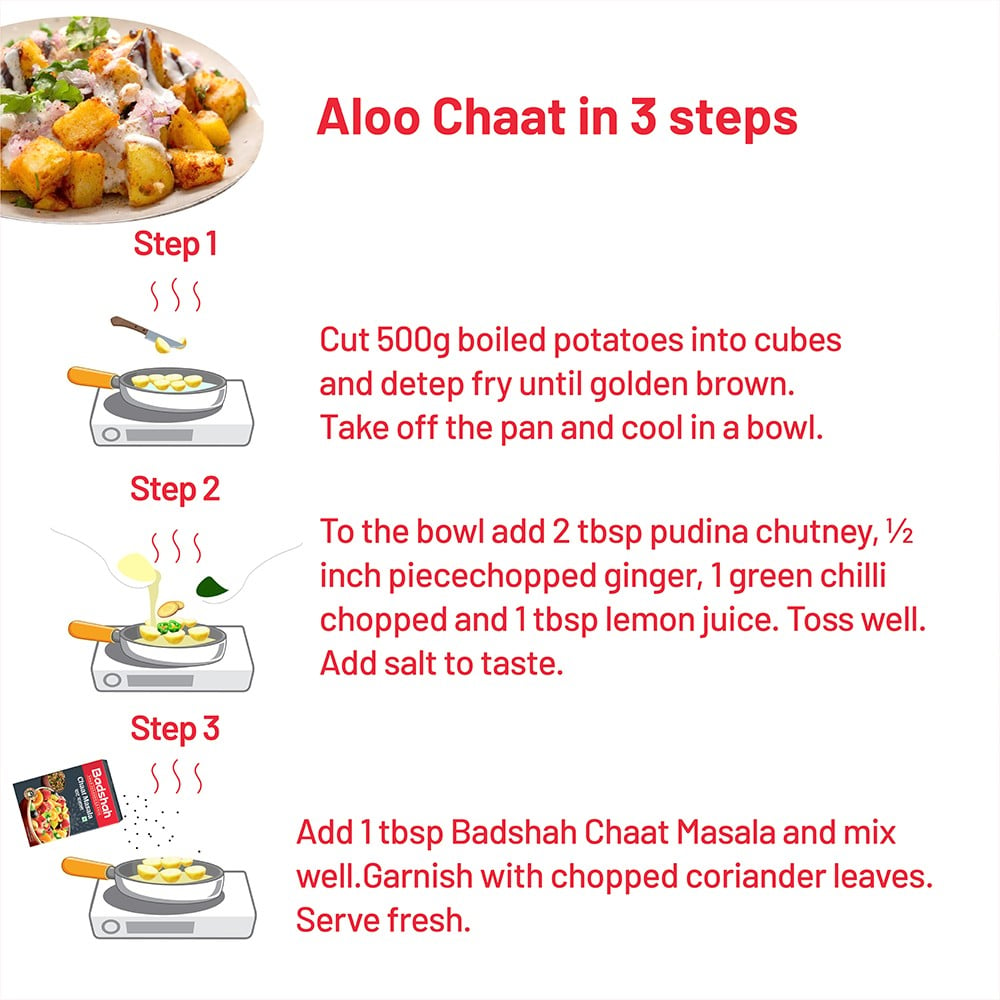 Aloo Chaat in 3 steps
Step 1
Cut 500g boiled potatoes into cubes
and detep fry until golden brown.
Take off the pan and cool in a bowl.
Step 2
To the bowl add 2 tbsp pudina chutney, ½
inch piecechopped ginger, 1 green chilli
chopped and 1 tbsp lemon juice. Toss well.
Add salt to taste.
Step 3
Badshah
Chaat Masala
Add 1 tbsp Badshah Chaat Masala and mix
well.Garnish with chopped coriander leaves.
Serve fresh.